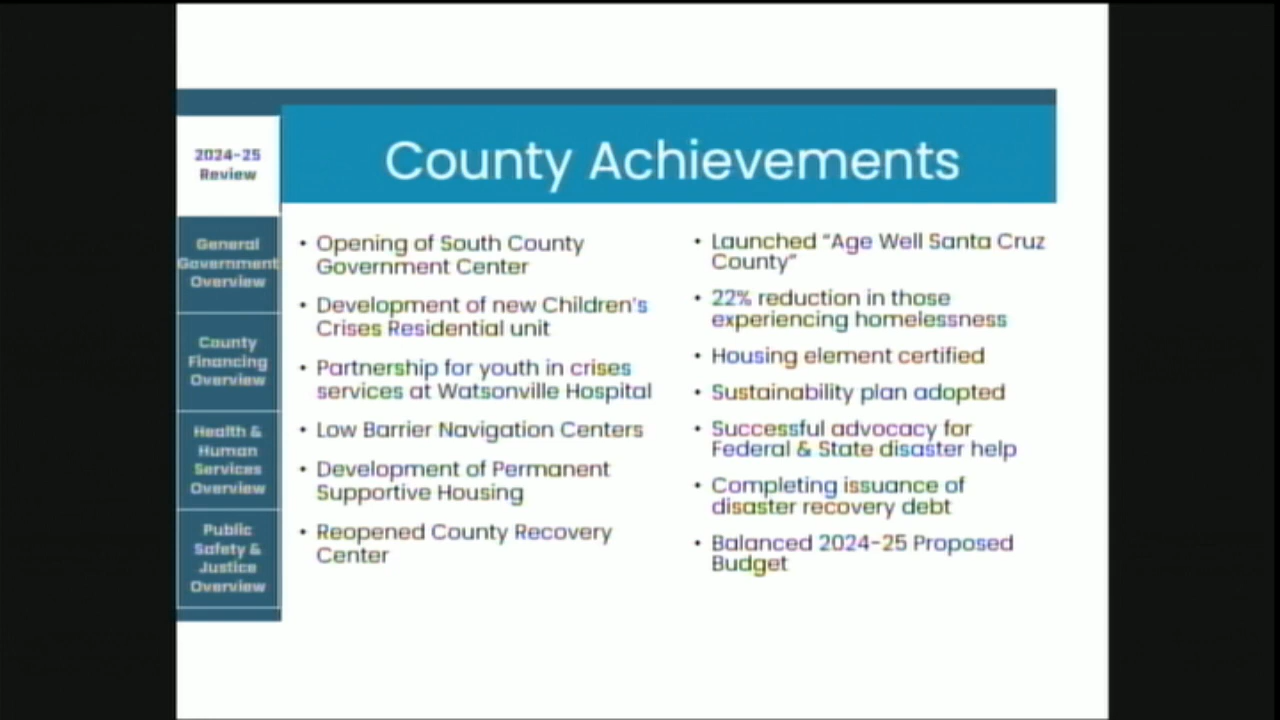 County Achievements
2024-25
Review
General
Government
Overview
County
Financing
Overview
Health &
Human
Services
Overview
Public
Safety &
Justice
Overview
• Opening of South County
Government Center
• Development of new Children's
Crises Residential unit
• Partnership for youth in crises
services at Watsonville Hospital
• Low Barrier Navigation Centers
• Development of Permanent
Supportive Housing
• Reopened County Recovery
Center
• Launched “Age Well Santa Cruz
County”
• 22% reduction in those
experiencing homelessness
• Housing element certified
• Sustainability plan adopted
• Successful advocacy for
Federal & State disaster help
• Completing issuance of
disaster recovery debt
• Balanced 2024-25 Proposed
Budget